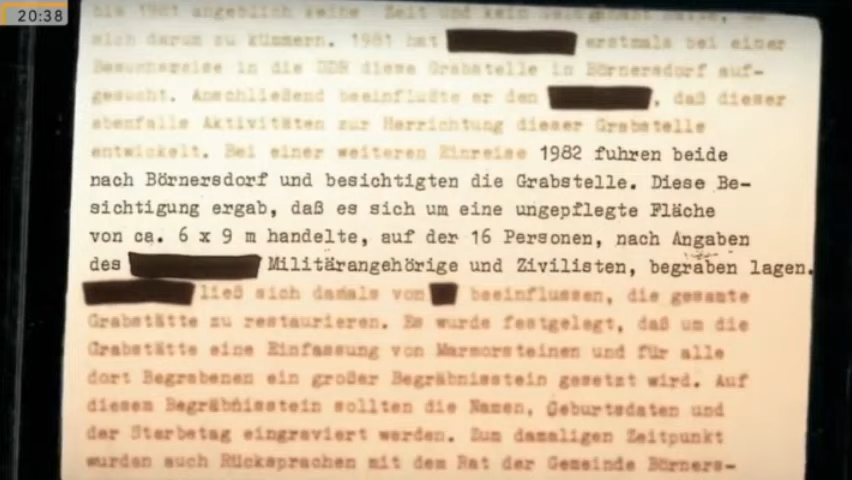 20:38
bis 1981 angeblich keine Zeit und kein
sich darum zu kümmern. 1981 hat erstmals bei einer
Besuchsreise in die DDR diese Grabstelle in Börnersdorf auf-
gesucht. Anschließend beeinflußte er den , daß dieser
ebenfalls Aktivitäten zur Herrichtung dieser Grabstelle
entwickelt. Bei einer weiteren Einreise 1982 fuhren beide
nach Börnersdorf und besichtigten die Grabstelle. Diese Be-
sichtigung ergab, daß es sich um eine ungepflegte Fläche
von ca. 6 x 9 m handelte, auf der 16 Personen, nach Angaben
des Militärangehörige und Zivilisten, begraben lagen.
ließ sich damals von beeinflussen, die gesamte
Grabstätte zu restaurieren. Es wurde festgelegt, daß um die
Grabstätte eine Einfassung von Marmorsteinen und für alle
dort Begrabenen ein großer Begräbnisstein gesetzt wird. Auf
diesem Begräbnisstein sollten die Namen, Geburtsdaten und
der Sterbetag eingraviert werden. Zum damaligen Zeitpunkt
wurden auch Rücksprachen mit dem Rat der Gemeinde Börners-